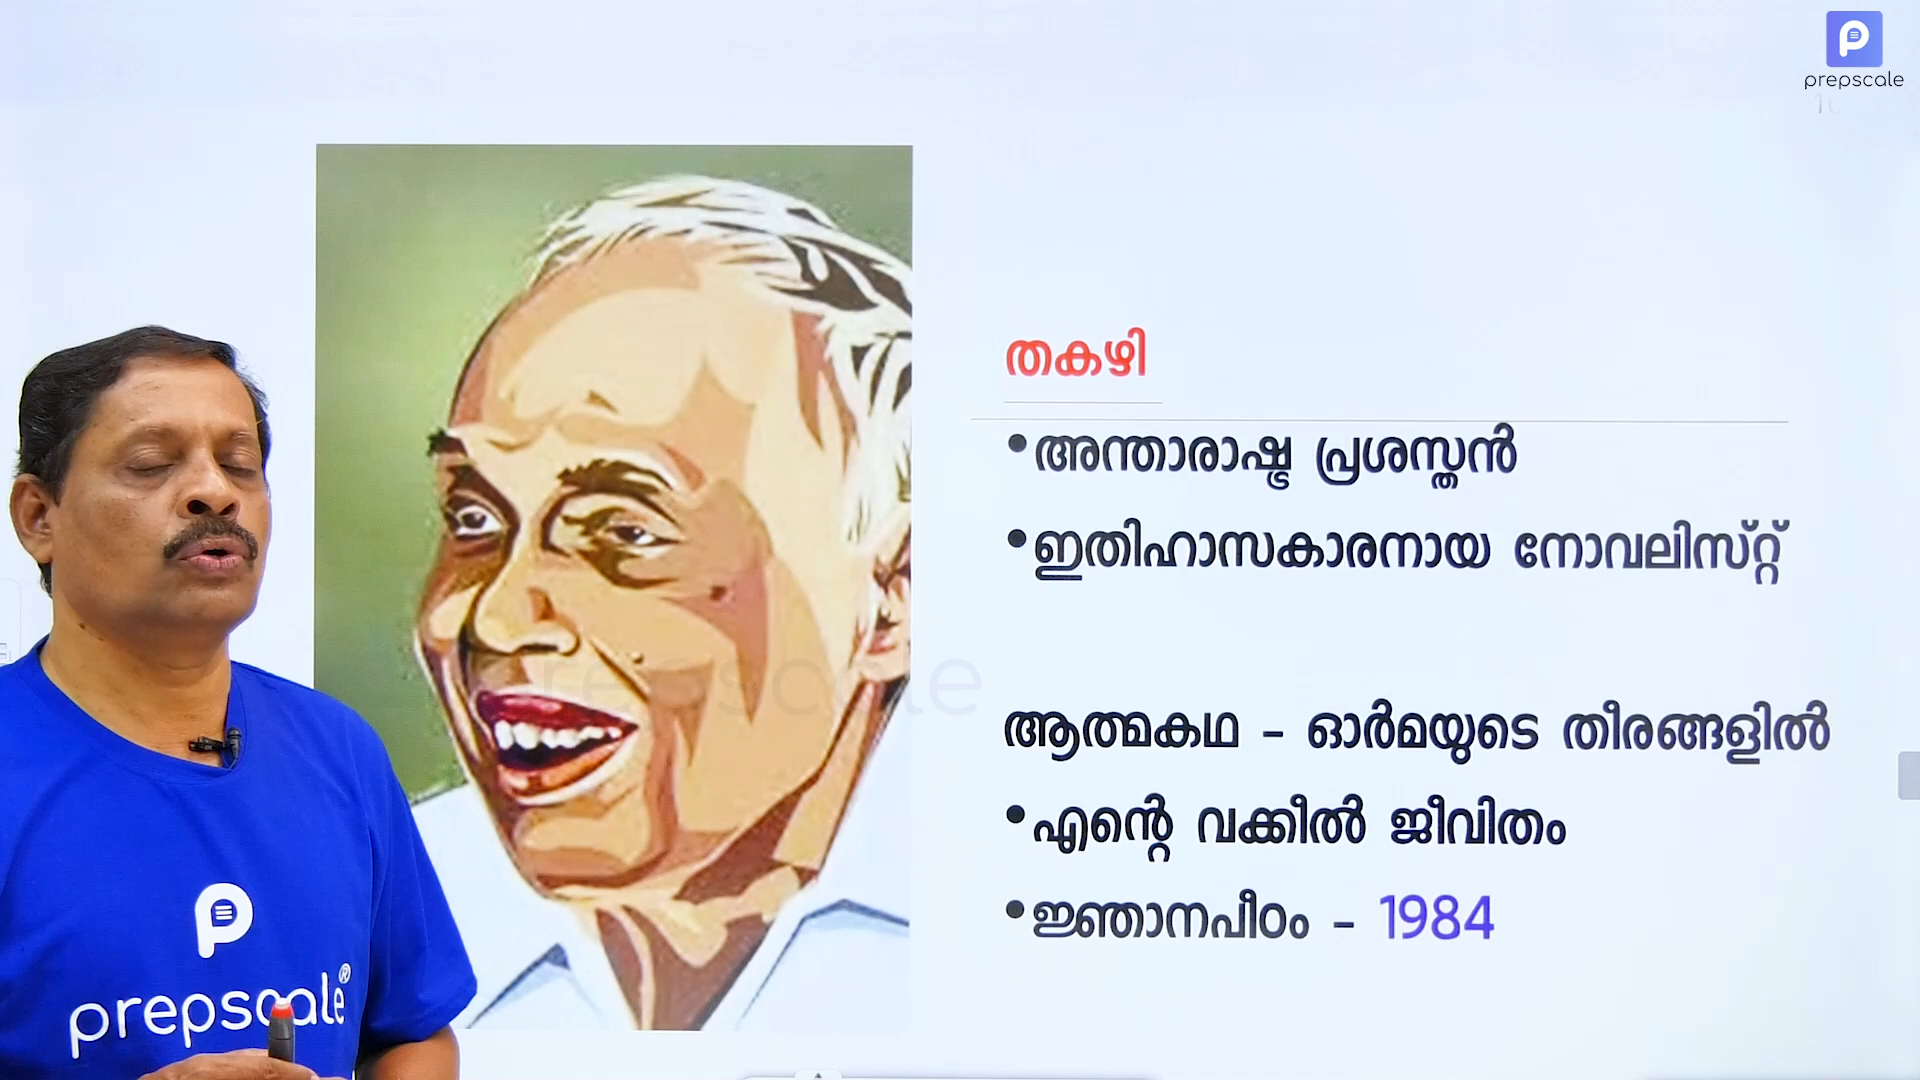 prepscale
തകഴി
•അന്താരാഷ്ട്ര പ്രശസ്തൻ
•ഇതിഹാസകാരനായ നോവലിസ്റ്റ്
prepscale
ആത്മകഥ – ഓർമയുടെ തീരങ്ങളിൽ
•എന്റെ വക്കീൽ ജീവിതം
•ജ്ഞാനപീഠം – 1984
prepscale®